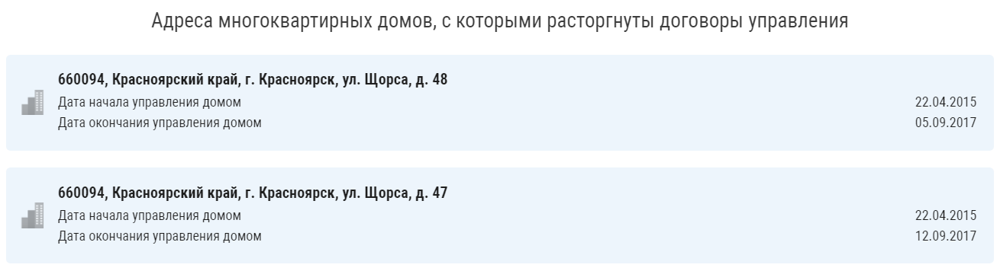 Адреса многоквартирных домов, с которыми расторгнуты договоры управления
660094, Красноярский край, г. Красноярск, ул. Щорса, д. 48
Дата начала управления домом 22.04.2015
Дата окончания управления домом 05.09.2017
660094, Красноярский край, г. Красноярск, ул. Щорса, д. 47
Дата начала управления домом 22.04.2015
Дата окончания управления домом 12.09.2017